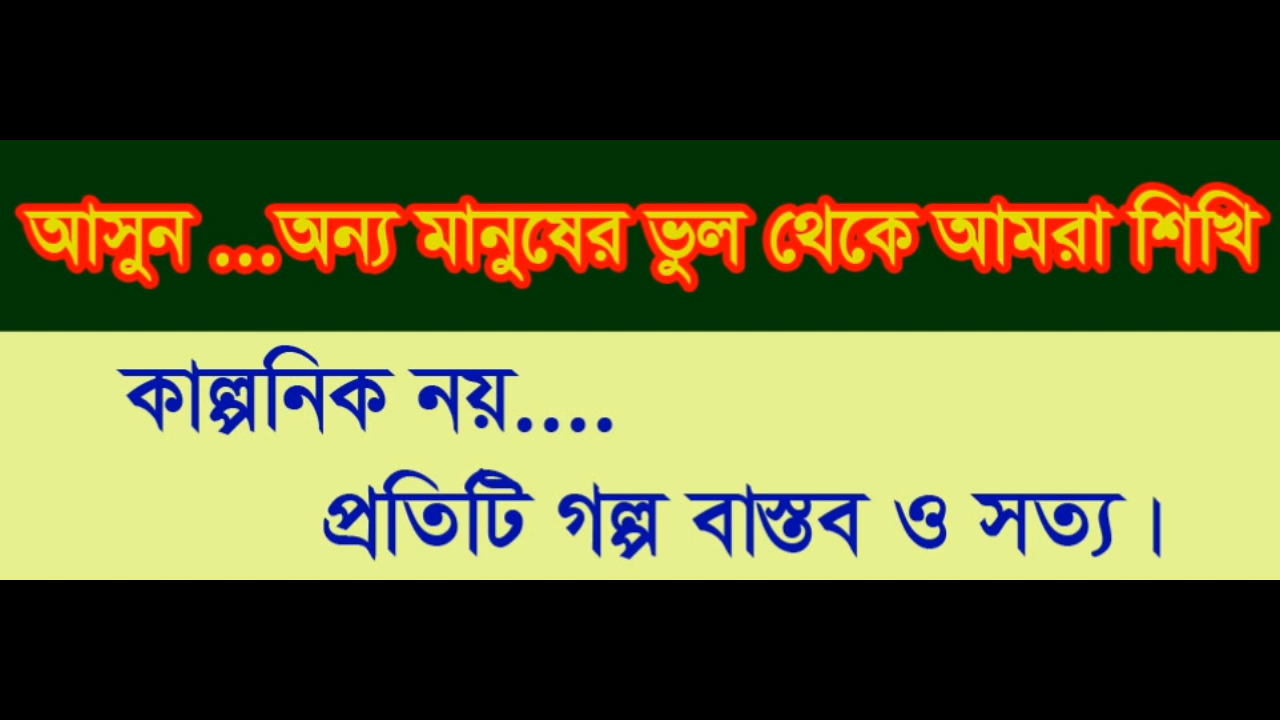 আসুন ...অন্য মানুষের ভুল থেকে আমরা শিখি
কাল্পনিক নয়....
প্রতিটি গল্প বাস্তব ও সত্য।